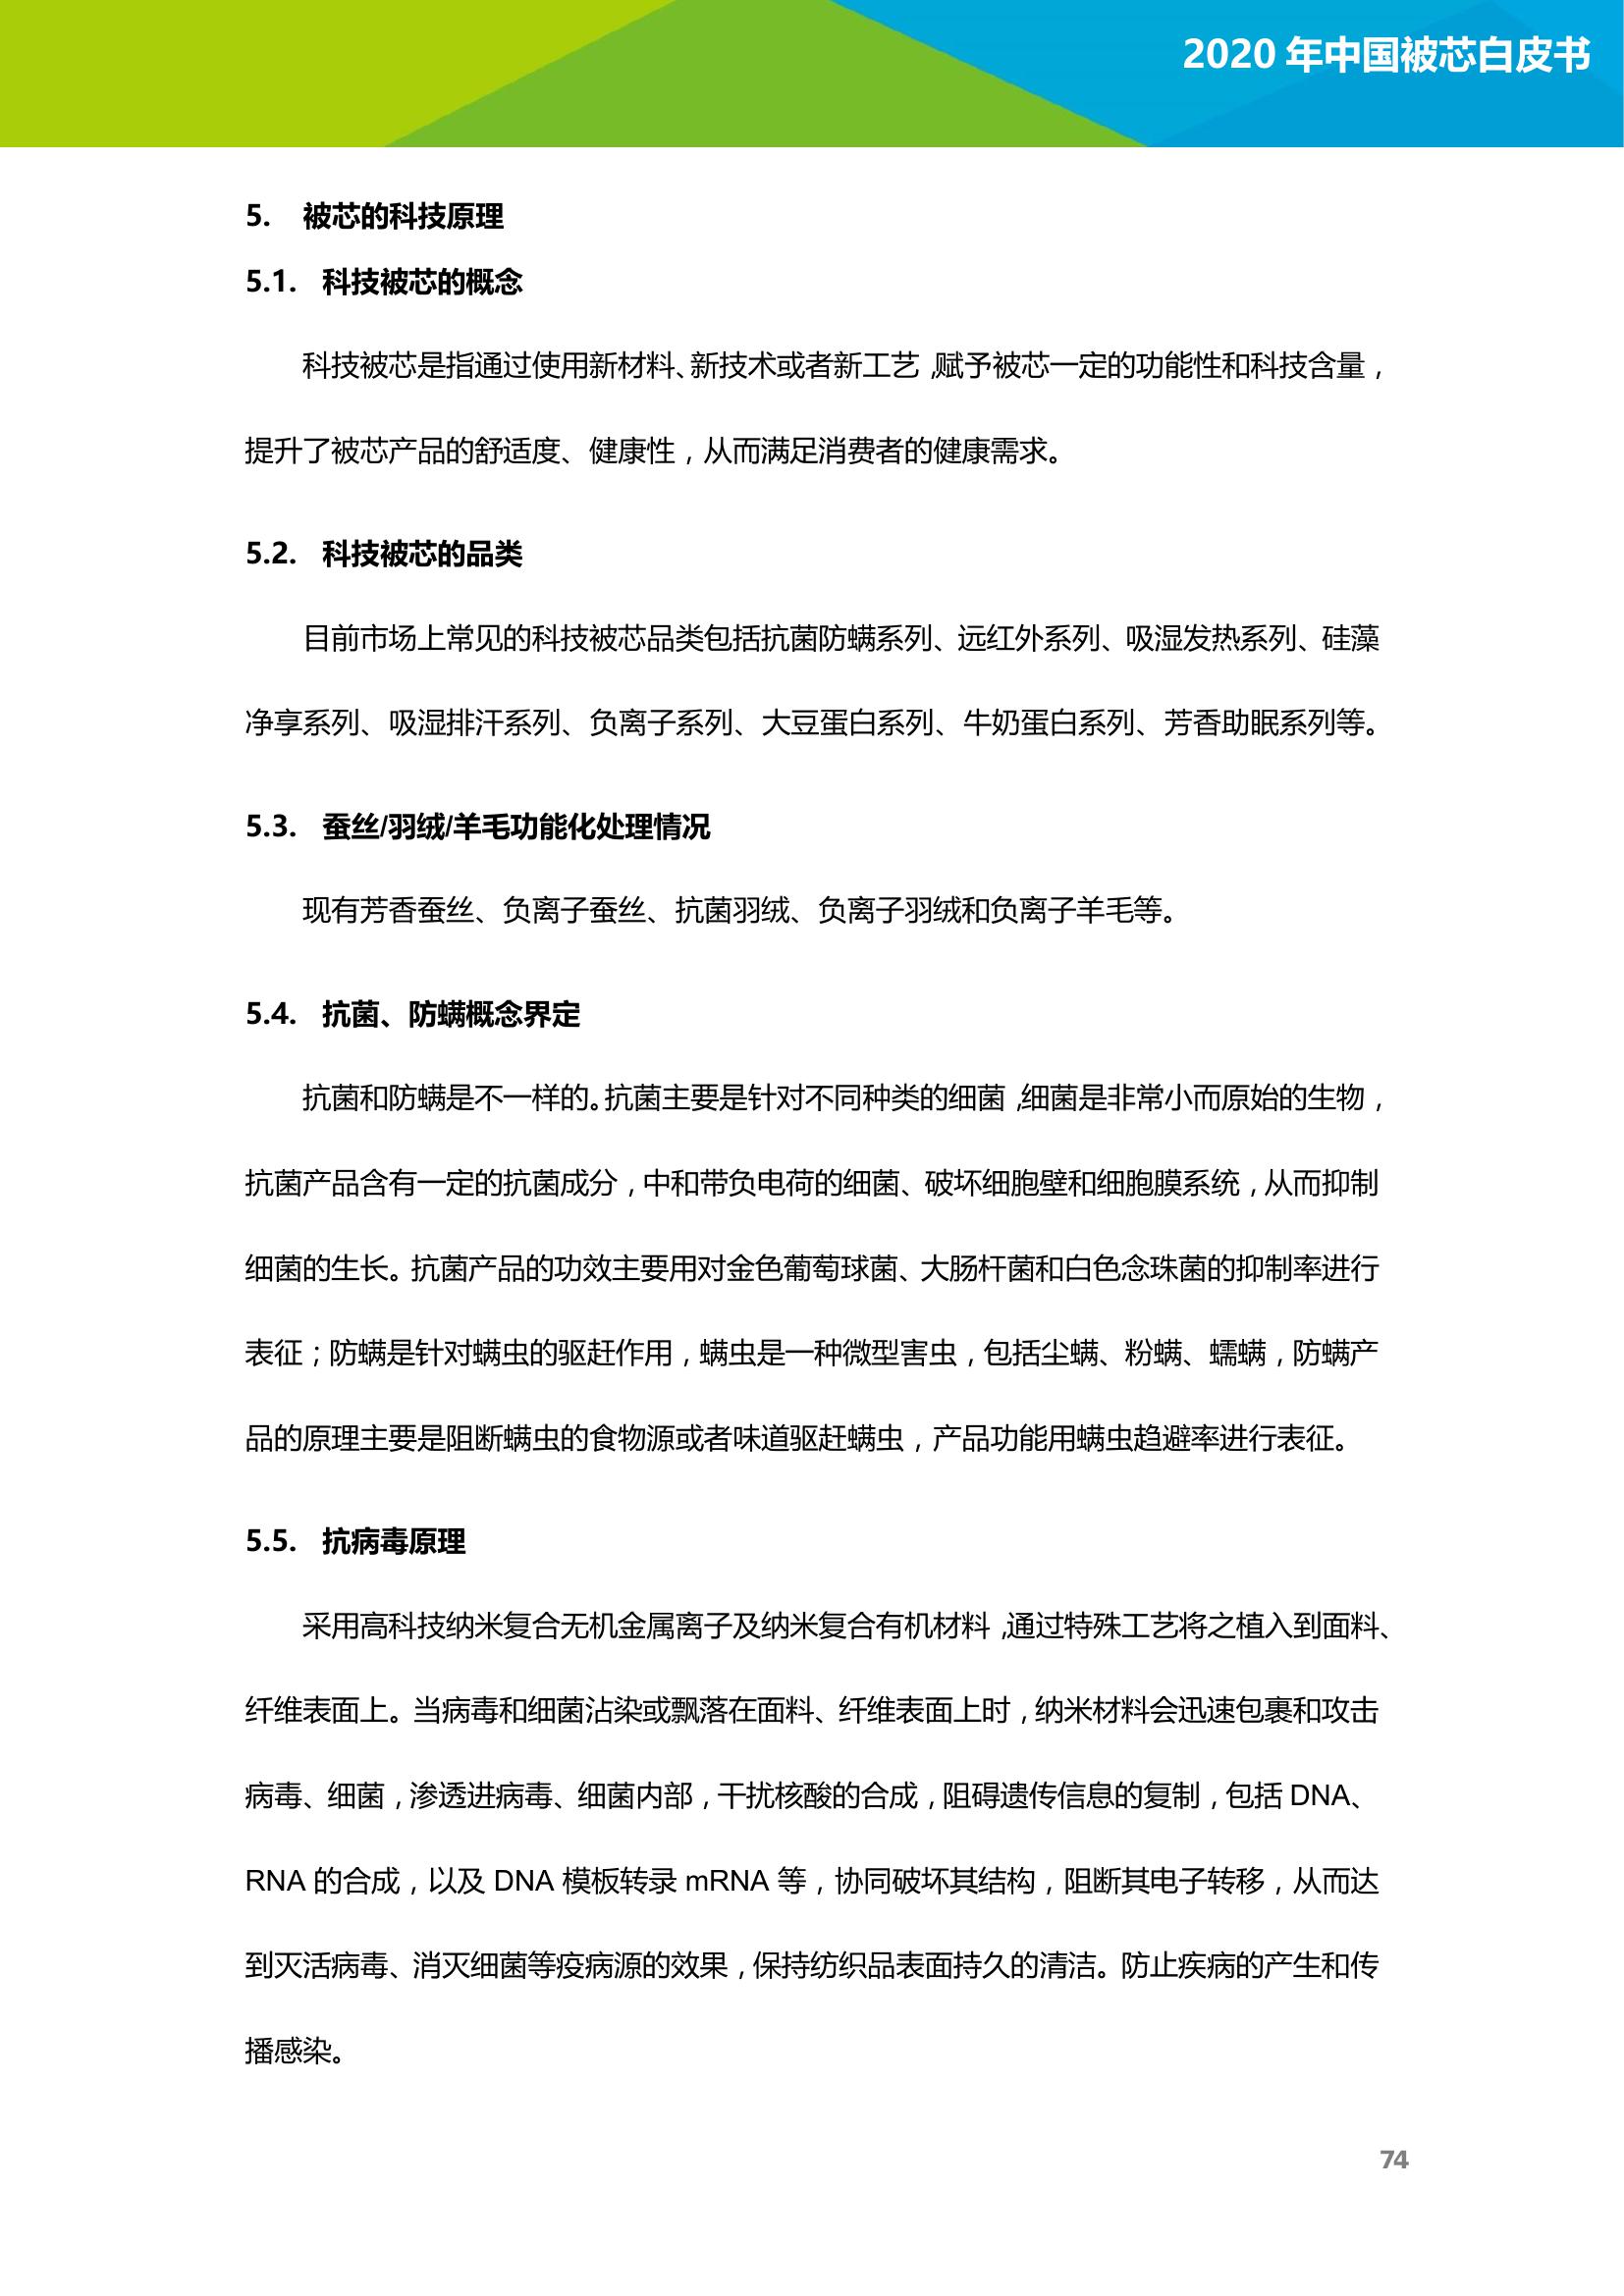 2020 年中国被芯白皮书
5. 被芯的科技原理
5.1. 科技被芯的概念
科技被芯是指通过使用新材料、新技术或者新工艺，赋予被芯一定的功能性和科技含量，
提升了被芯产品的舒适度、健康性，从而满足消费者的健康需求。
5.2. 科技被芯的品类
目前市场上常见的科技被芯品类包括抗菌防螨系列、远红外系列、吸湿发热系列、硅藻
净享系列、吸湿排汗系列、负离子系列、大豆蛋白系列、牛奶蛋白系列、芳香助眠系列等。
5.3. 蚕丝/羽绒/羊毛功能化处理情况
现有芳香蚕丝、负离子蚕丝、抗菌羽绒、负离子羽绒和负离子羊毛等。
5.4. 抗菌、防螨概念界定
抗菌和防螨是不一样的。抗菌主要是针对不同种类的细菌，细菌是非常小而原始的生物，
抗菌产品含有一定的抗菌成分，中和带负电荷的细菌、破坏细胞壁和细胞膜系统，从而抑制
细菌的生长。抗菌产品的功效主要用对金色葡萄球菌、大肠杆菌和白色念珠菌的抑制率进行
表征；防螨是针对螨虫的驱赶作用，螨虫是一种微型害虫，包括尘螨、粉螨、蠕螨，防螨产
品的原理主要是阻断螨虫的食物源或者味道驱赶螨虫，产品功能用螨虫趋避率进行表征。
5.5. 抗病毒原理
采用高科技纳米复合无机金属离子及纳米复合有机材料，通过特殊工艺将之植入到面料、
纤维表面上。当病毒和细菌沾染或飘落在面料、纤维表面上时，纳米材料会迅速包裹和攻击
病毒、细菌，渗透进病毒、细菌内部，干扰核酸的合成，阻碍遗传信息的复制，包括 DNA、
RNA 的合成，以及 DNA 模板转录 mRNA 等，协同破坏其结构，阻断其电子转移，从而达
到灭活病毒、消灭细菌等疫病源的效果，保持纺织品表面持久的清洁。防止疾病的产生和传
播感染。
74